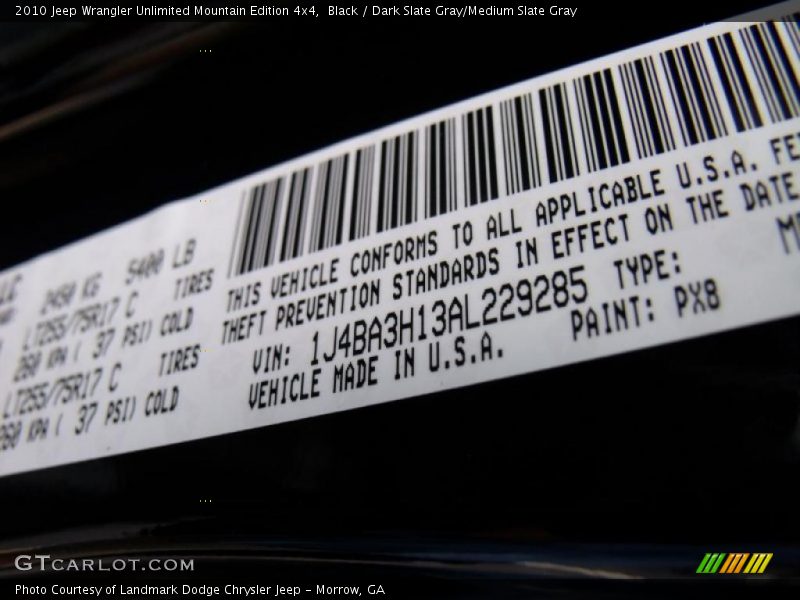 2010 Jeep Wrangler Unlimited Mountain Edition 4x4,  Black / Dark Slate Gray/Medium Slate Gray
2450 KG 5400 LB
LT255/75R17 C TIRES
260 KPA ( 37 PSI) COLD
LT255/75R17 C TIRES
260 KPA ( 37 PSI) COLD
THIS VEHICLE CONFORMS TO ALL APPLICABLE U.S.A.
THEFT PREVENTION STANDARDS IN EFFECT ON THE DATE
VIN: 1J4BA3H13AL229285 TYPE:
VEHICLE MADE IN U.S.A. PAINT: PX8
GTCARLOT.COM
Photo Courtesy of Landmark Dodge Chrysler Jeep - Morrow, GA